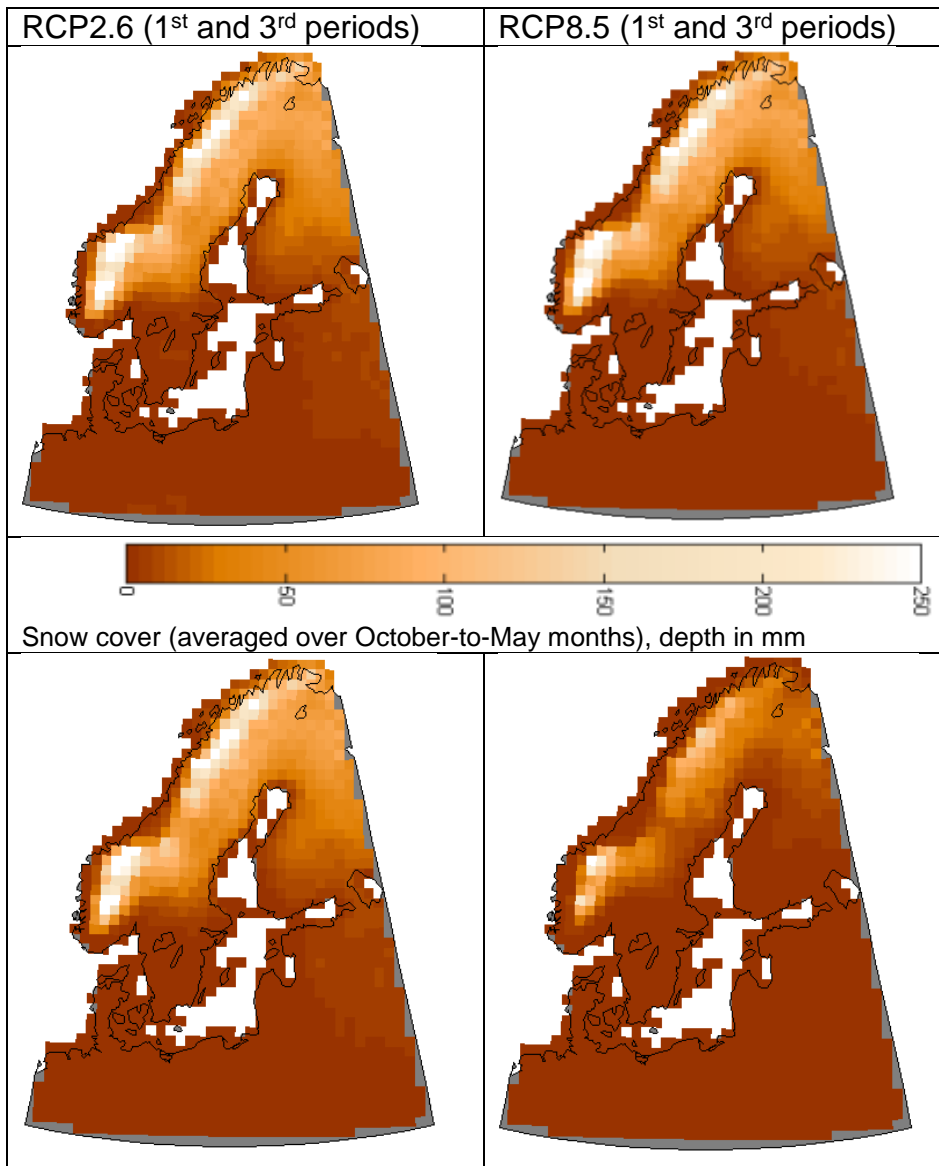 RCP2.6 (1st and 3rd periods)
RCP8.5 (1st and 3rd periods)
0 50 100 150 200 250
Snow cover (averaged over October-to-May months), depth in mm